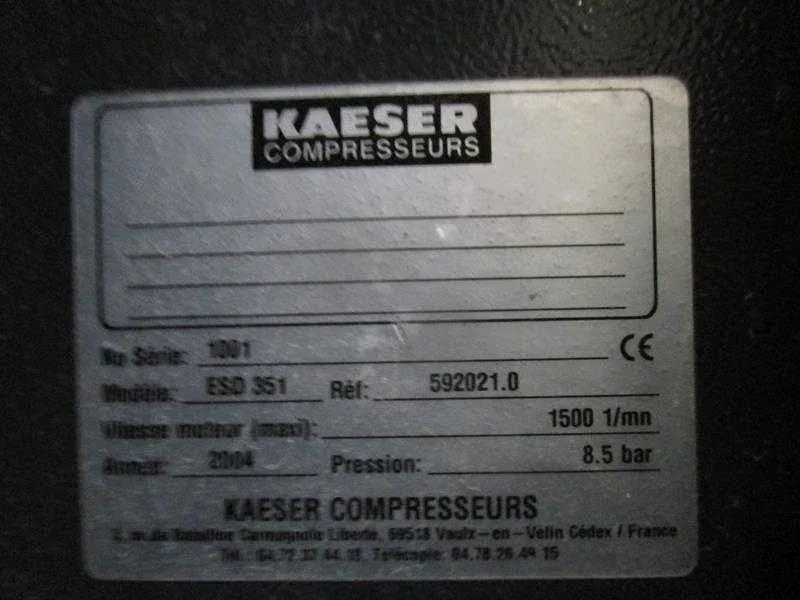 KAESER
COMPRESSEURS
No Série: 1001 CE
Modèle: ESD 351 Réf: 592021.0
Vitesse moteur (maxi): 1500 1/mn
Année: 2004 Pression: 8.5 bar
KAESER COMPRESSEURS
Liberté, 69518 Vaulx-en-Velin Cédex / France
Tél. Télécopie: 04.78.26.49.15